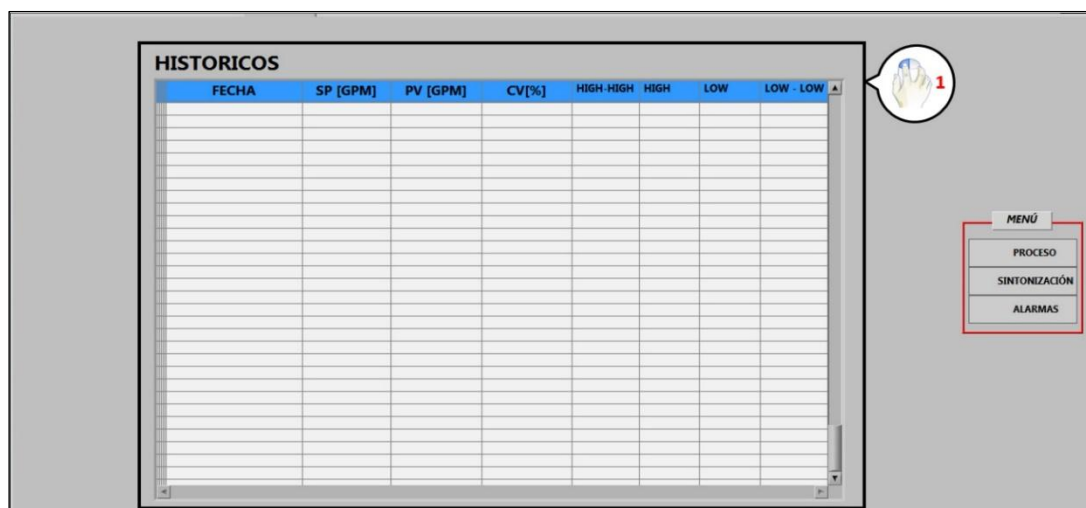 HISTORICOS
FECHA SP [GPM] PV [GPM] CV[%] HIGH-HIGH HIGH LOW LOW - LOW
1
MENÚ
PROCESO
SINTONIZACIÓN
ALARMAS